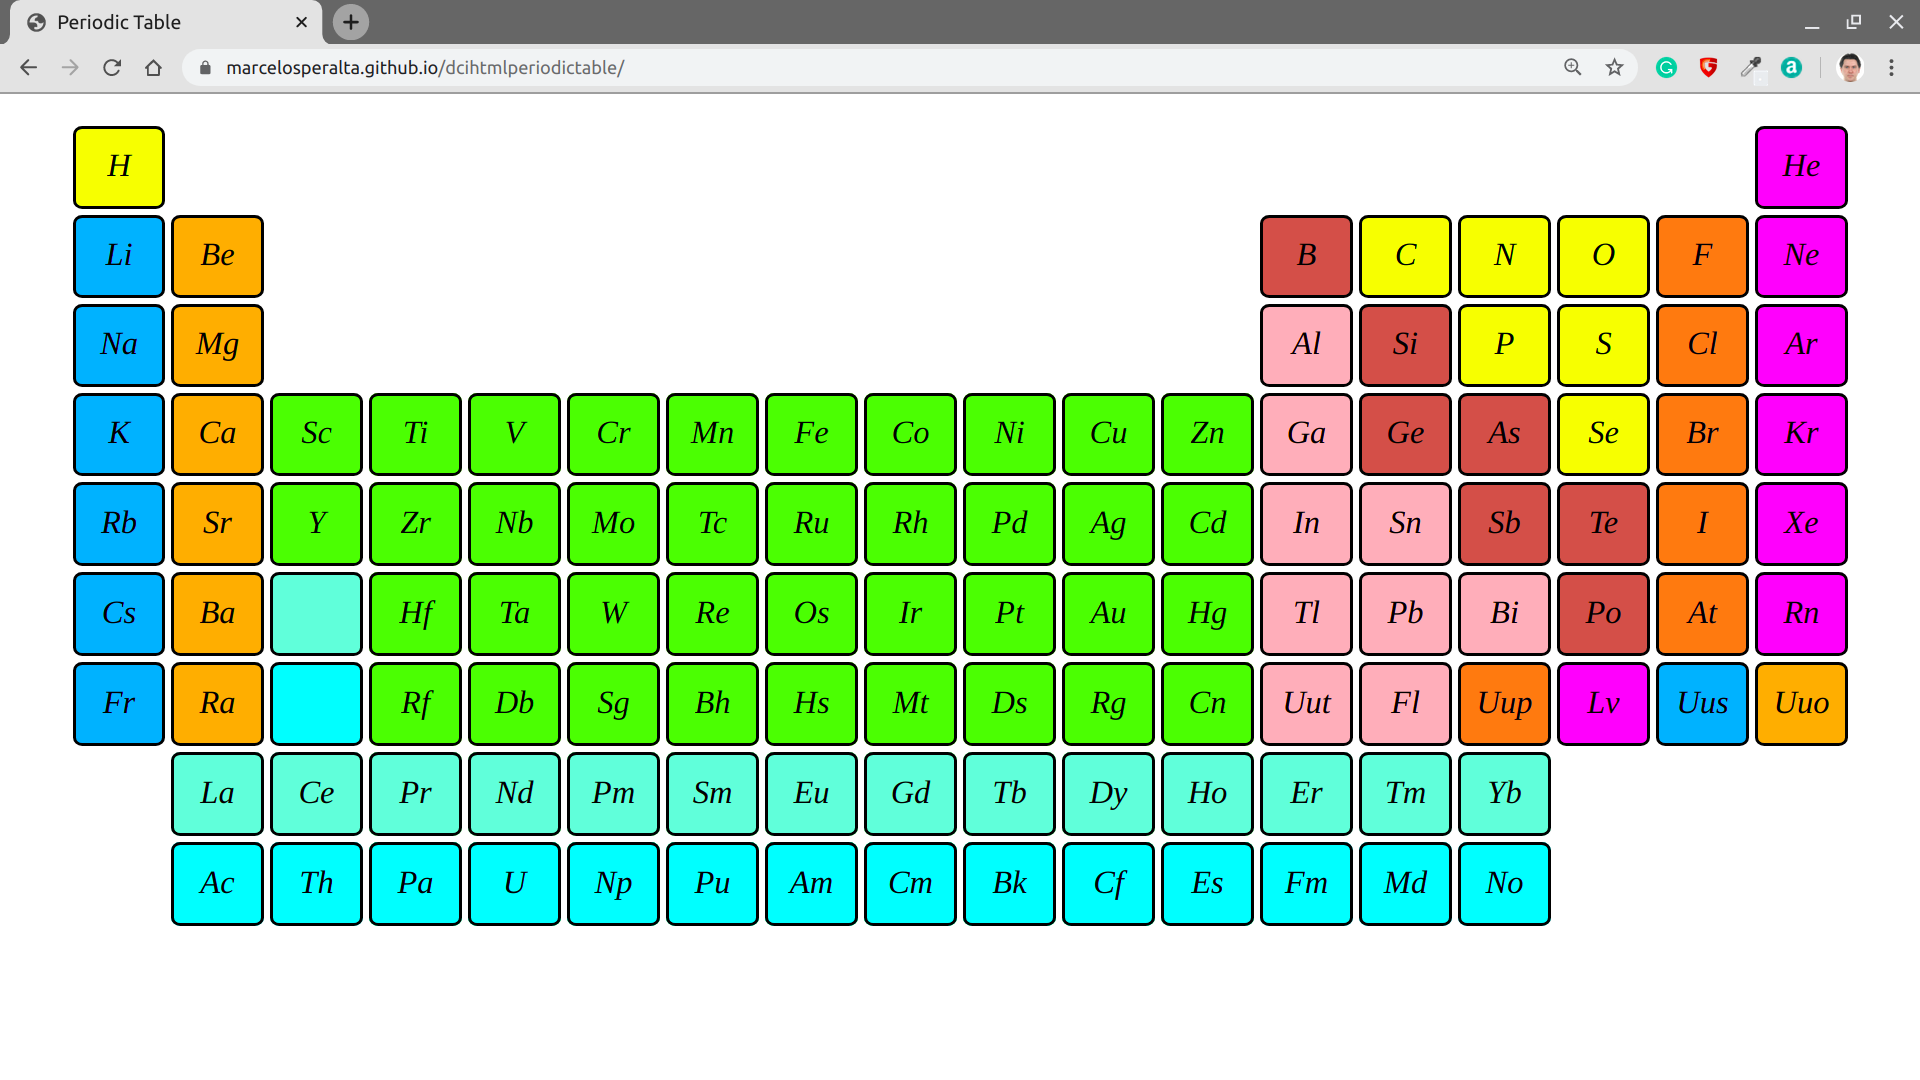 Periodic Table
marcelosperalta.github.io/dcihtmlperiodictable/
H He
Li Be B C N O F Ne
Na Mg Al Si P S Cl Ar
K Ca Sc Ti V Cr Mn Fe Co Ni Cu Zn Ga Ge As Se Br Kr
Rb Sr Y Zr Nb Mo Tc Ru Rh Pd Ag Cd In Sn Sb Te I Xe
Cs Ba Hf Ta W Re Os Ir Pt Au Hg Tl Pb Bi Po At Rn
Fr Ra Rf Db Sg Bh Hs Mt Ds Rg Cn Uut Fl Uup Lv Uus Uuo
La Ce Pr Nd Pm Sm Eu Gd Tb Dy Ho Er Tm Yb
Ac Th Pa U Np Pu Am Cm Bk Cf Es Fm Md No